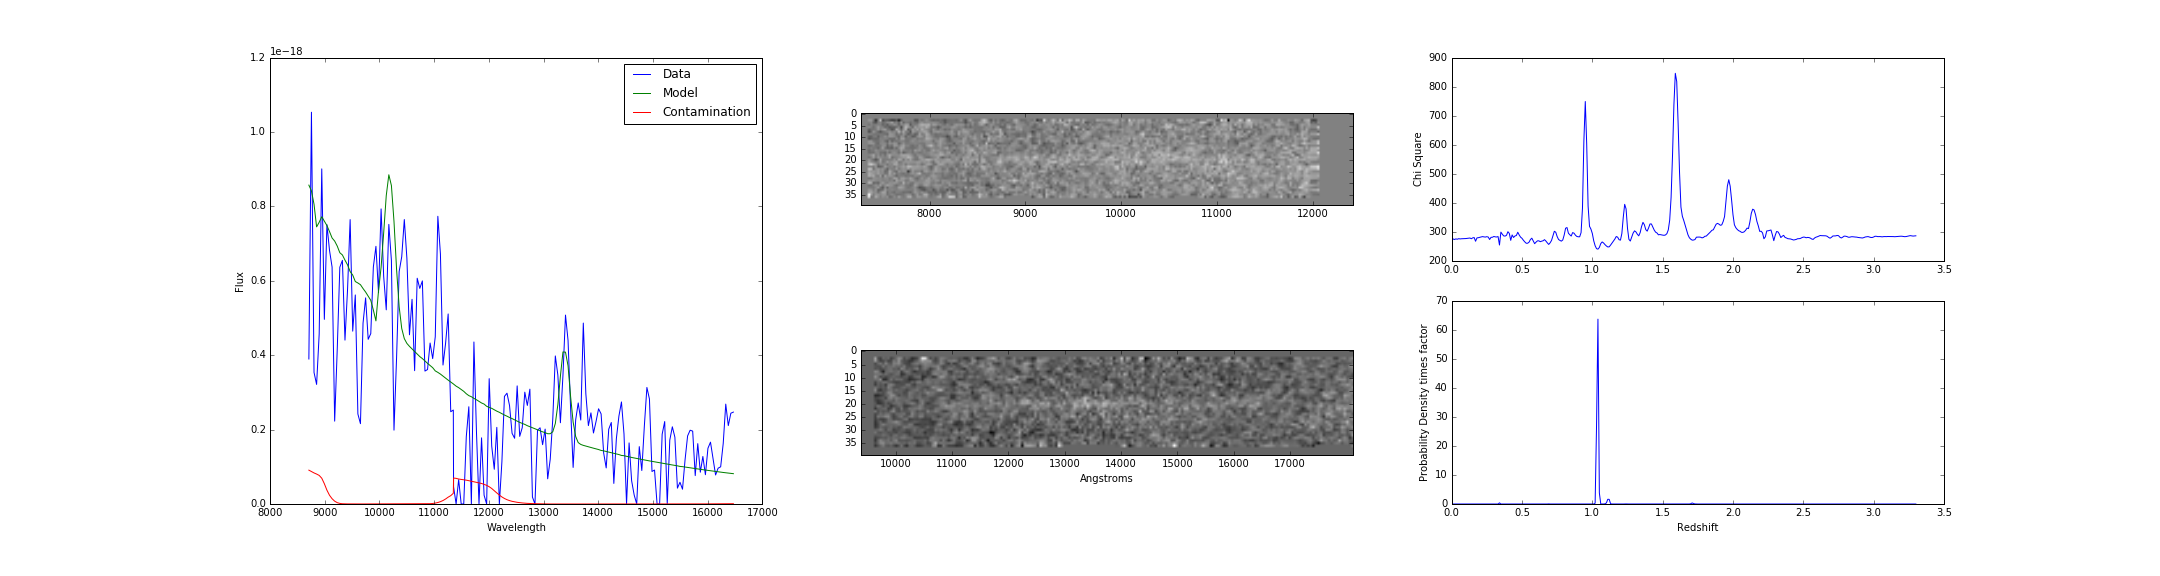 1e−18
1.2
1.0
0.8
0.6
0.4
0.2
0.0
Flux
8000 9000 10000 11000 12000 13000 14000 15000 16000 17000
Wavelength
Data
Model
Contamination
0
5
10
15
20
25
30
35
8000 9000 10000 11000 12000
0
5
10
15
20
25
30
35
10000 11000 12000 13000 14000 15000 16000 17000
Angstroms
900
800
700
600
500
400
300
200
Chi Square
0.0 0.5 1.0 1.5 2.0 2.5 3.0 3.5
70
60
50
40
30
20
10
0
Probability Density times factor
0.0 0.5 1.0 1.5 2.0 2.5 3.0 3.5
Redshift